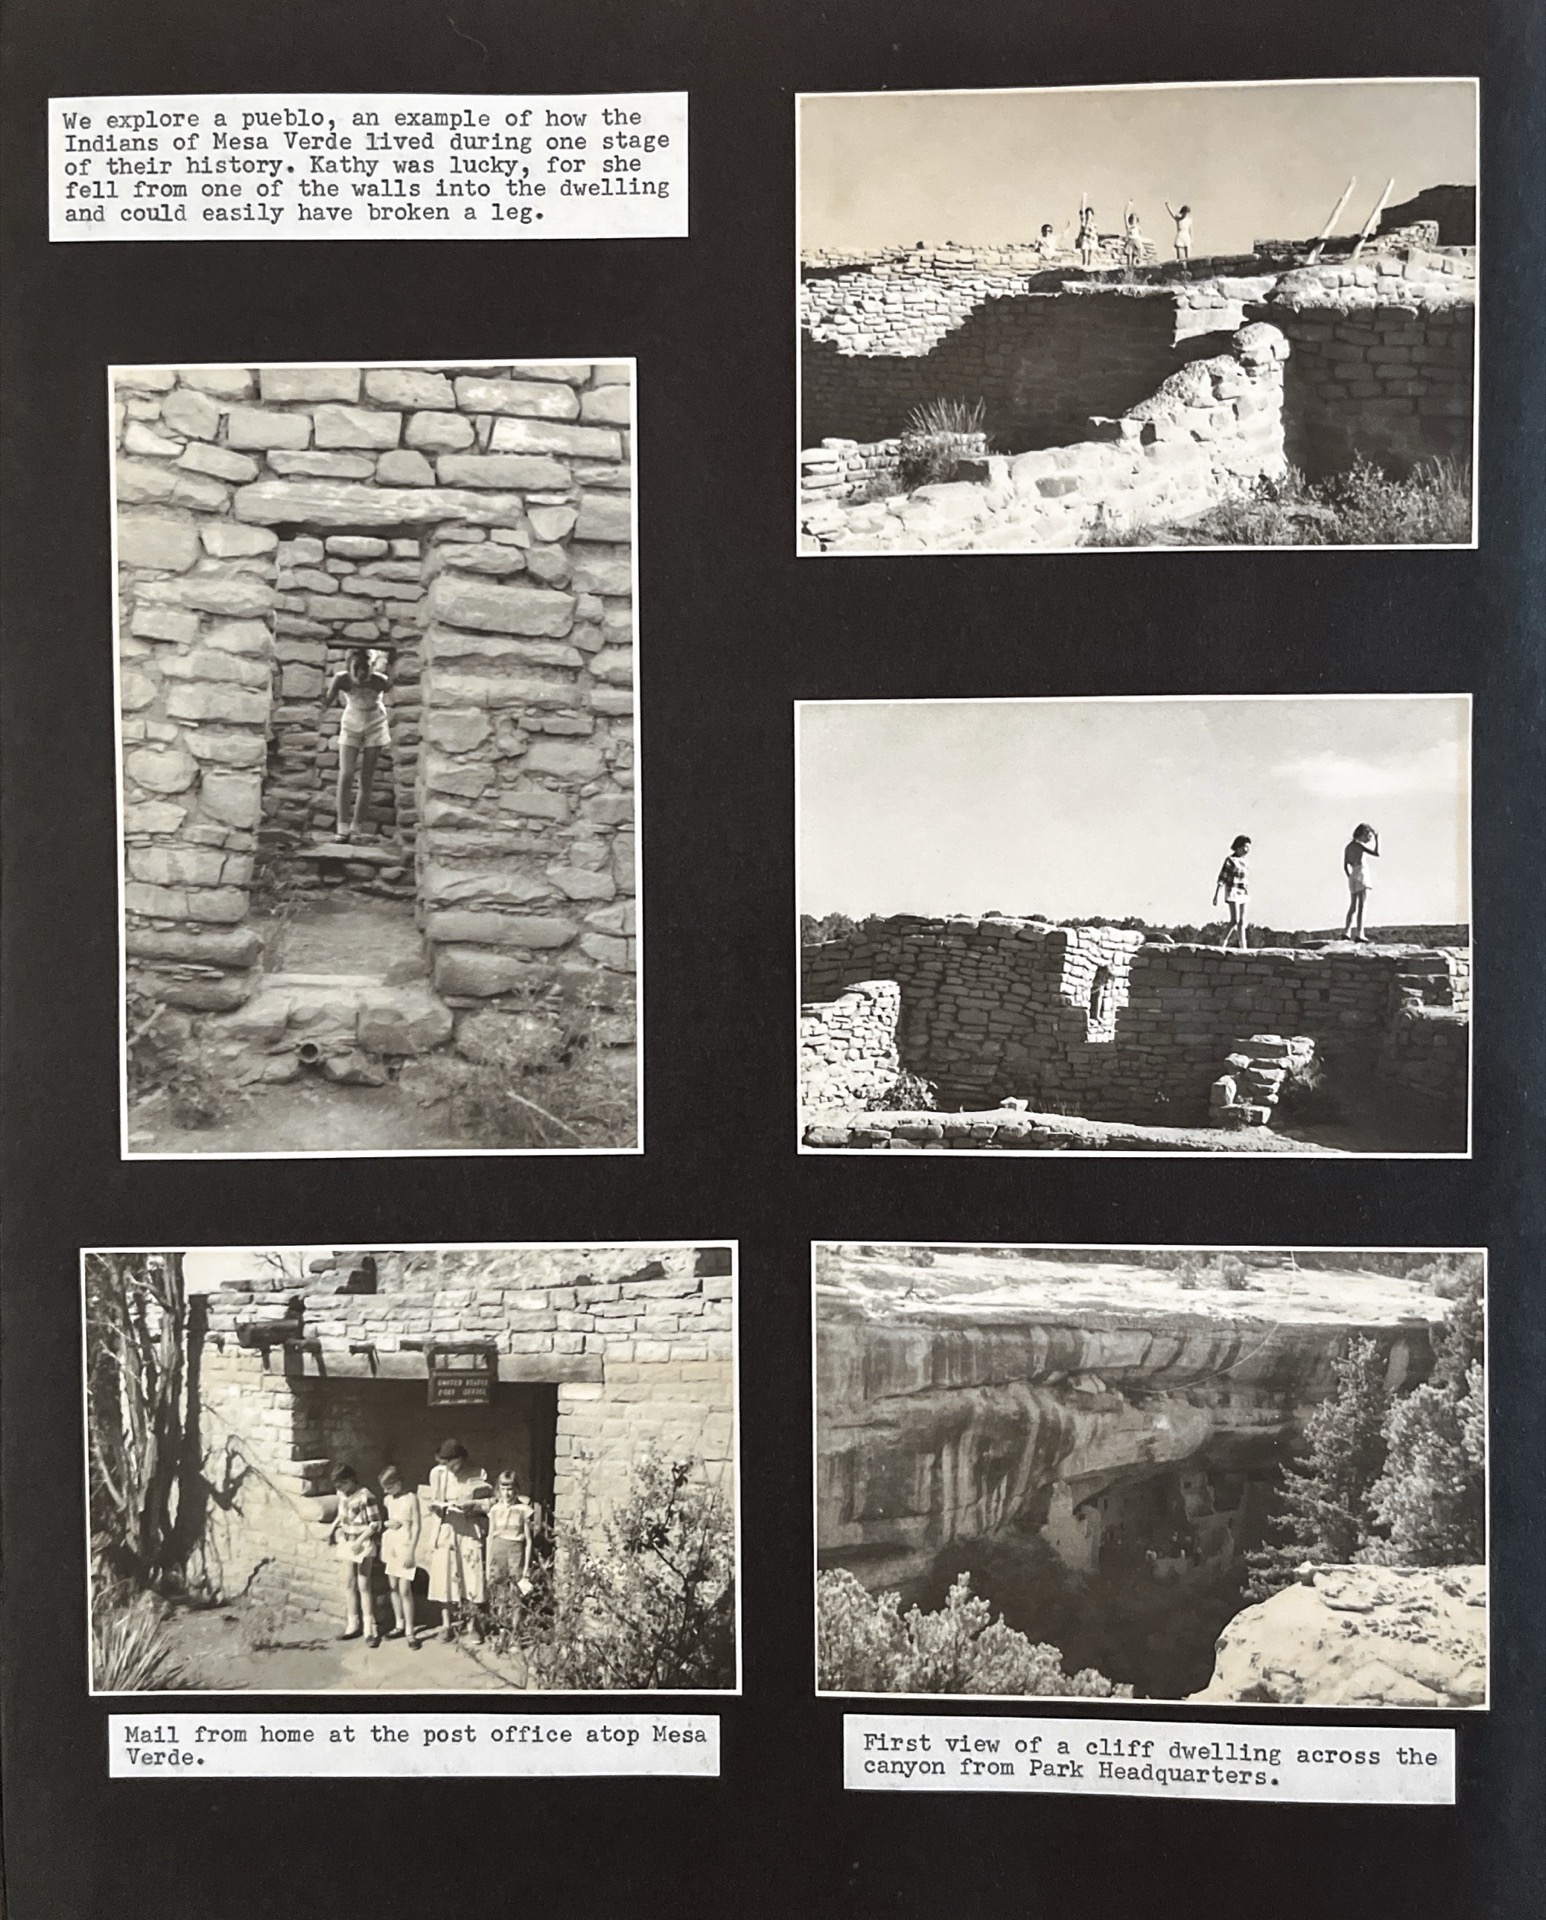 We explore a pueblo, an example of how the
Indians of Mesa Verde lived during one stage
of their history. Kathy was lucky, for she
fell from one of the walls into the dwelling
and could easily have broken a leg.
UNITED STATES
POST OFFICE
Mail from home at the post office atop Mesa
Verde.
First view of a cliff dwelling across the
canyon from Park Headquarters.